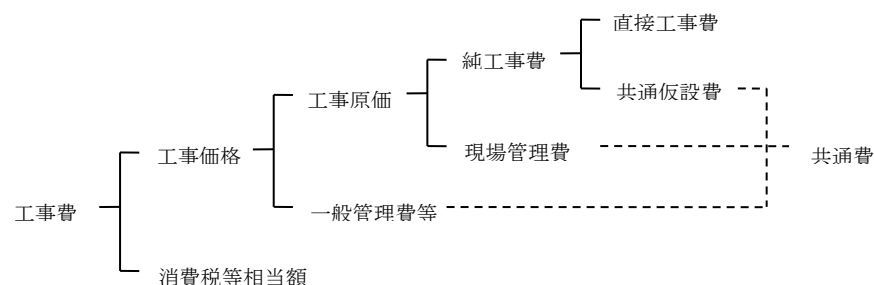 直接工事費
純工事費
共通仮設費
工事原価
現場管理費
工事価格
共通費
工事費
一般管理費等
消費税等相当額